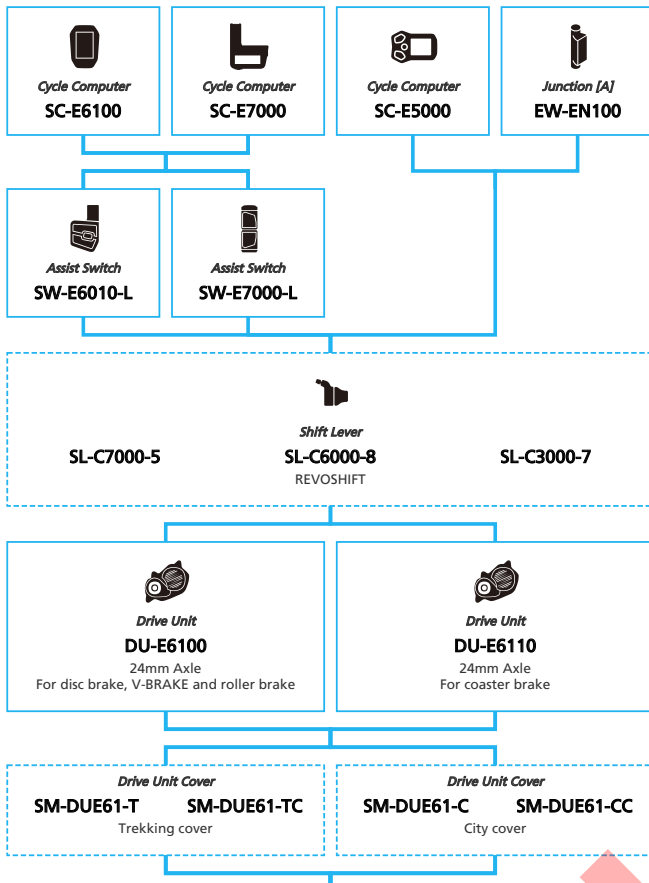 Cycle Computer
SC-E6100
Cycle Computer
SC-E7000
Cycle Computer
SC-E5000
Junction [A]
EW-EN100
Assist Switch
SW-E6010-L
Assist Switch
SW-E7000-L
Shift Lever
SL-C7000-5
SL-C6000-8
SL-C3000-7
REVOSHIFT
Drive Unit
DU-E6100
24mm Axle
For disc brake, V-BRAKE and roller brake
Drive Unit
DU-E6110
24mm Axle
For coaster brake
Drive Unit Cover
SM-DUE61-T SM-DUE61-TC
Trekking cover
Drive Unit Cover
SM-DUE61-C SM-DUE61-CC
City cover